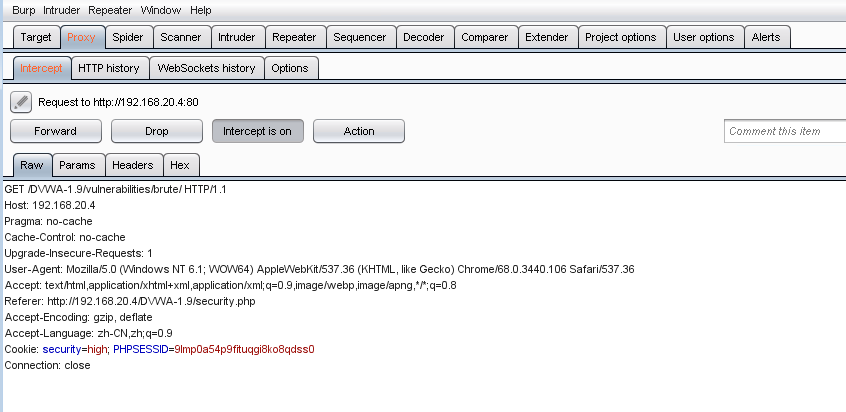 Burp Intruder Repeater Window Help
Target Proxy Spider Scanner Intruder Repeater Sequencer Decoder Comparer Extender Project options User options Alerts
Intercept HTTP history WebSockets history Options
Request to http://192.168.20.4:80
Forward Drop Intercept is on Action Comment this item
Raw Params Headers Hex
GET /DVWA-1.9/vulnerabilities/brute/ HTTP/1.1
Host: 192.168.20.4
Pragma: no-cache
Cache-Control: no-cache
Upgrade-Insecure-Requests: 1
User-Agent: Mozilla/5.0 (Windows NT 6.1; WOW64) AppleWebKit/537.36 (KHTML, like Gecko) Chrome/68.0.3440.106 Safari/537.36
Accept: text/html,application/xhtml+xml,application/xml;q=0.9,image/webp,image/apng,*/*;q=0.8
Referer: http://192.168.20.4/DVWA-1.9/security.php
Accept-Encoding: gzip, deflate
Accept-Language: zh-CN,zh;q=0.9
Cookie: security=high; PHPSESSID=9lmp0a54p9fituqgi8ko8qdss0
Connection: close